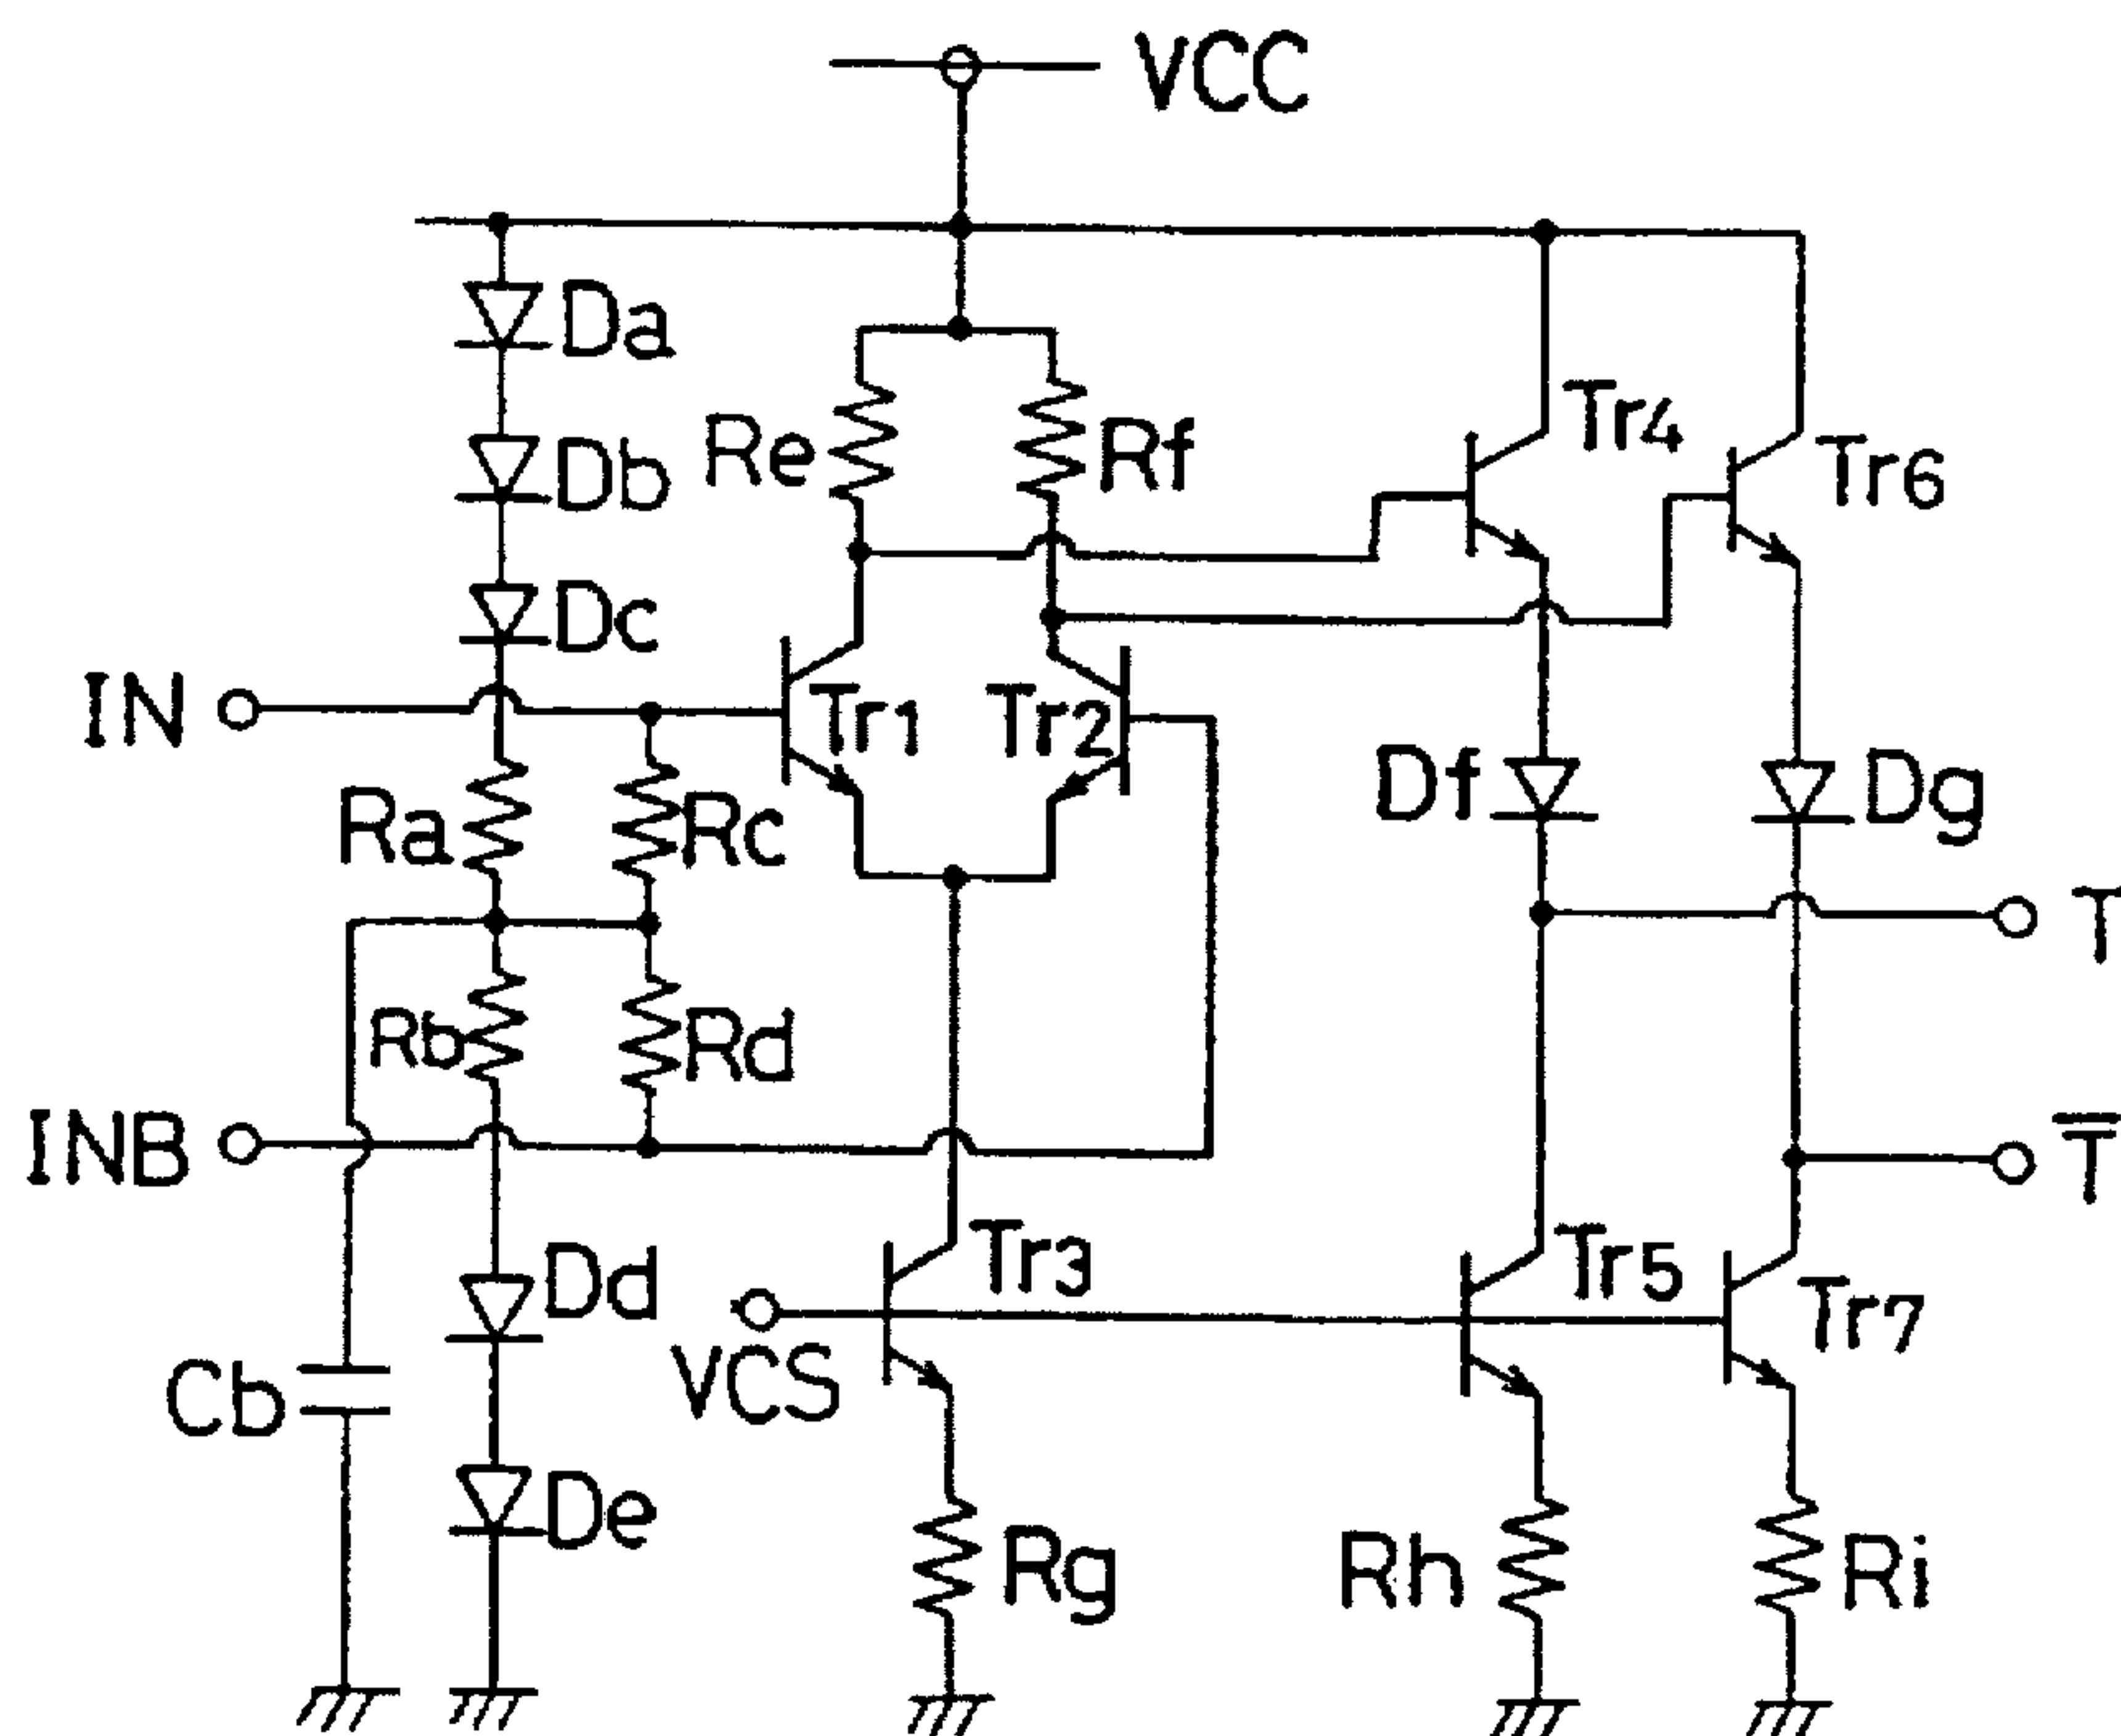 VCC
Da
Db
Re
Rf
Tr4
Tr6
Dc
IN
Tr1
Tr2
Ra
Rc
Df
Dg
T
Rb
Rd
INB
T̅
Dd
Tr3
Tr5
Tr7
VCS
Cb
De
Rg
Rh
Ri